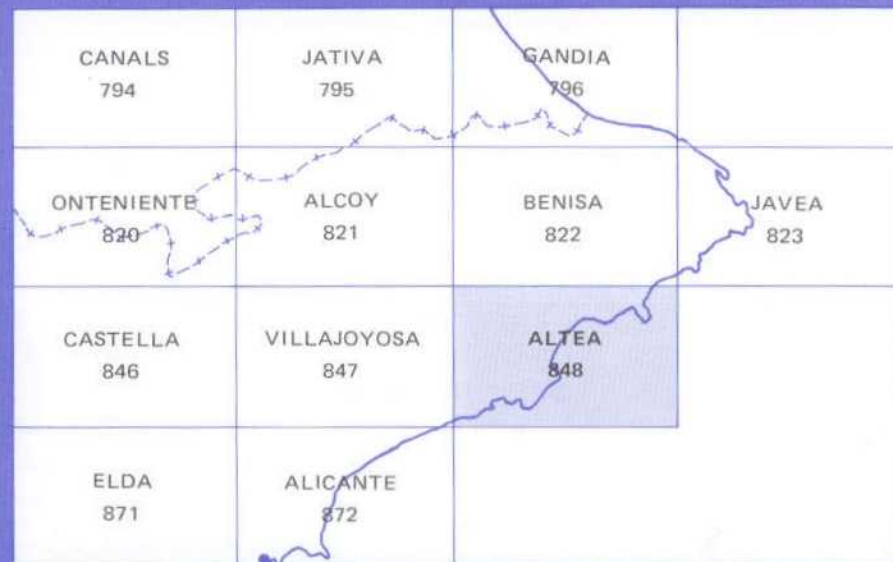 CANALS
794
JATIVA
795
GANDIA
796
ONTENIENTE
820
ALCOY
821
BENISA
822
JAVEA
823
CASTELLA
846
VILLAJOYOSA
847
ALTEA
848
ELDA
871
ALICANTE
872